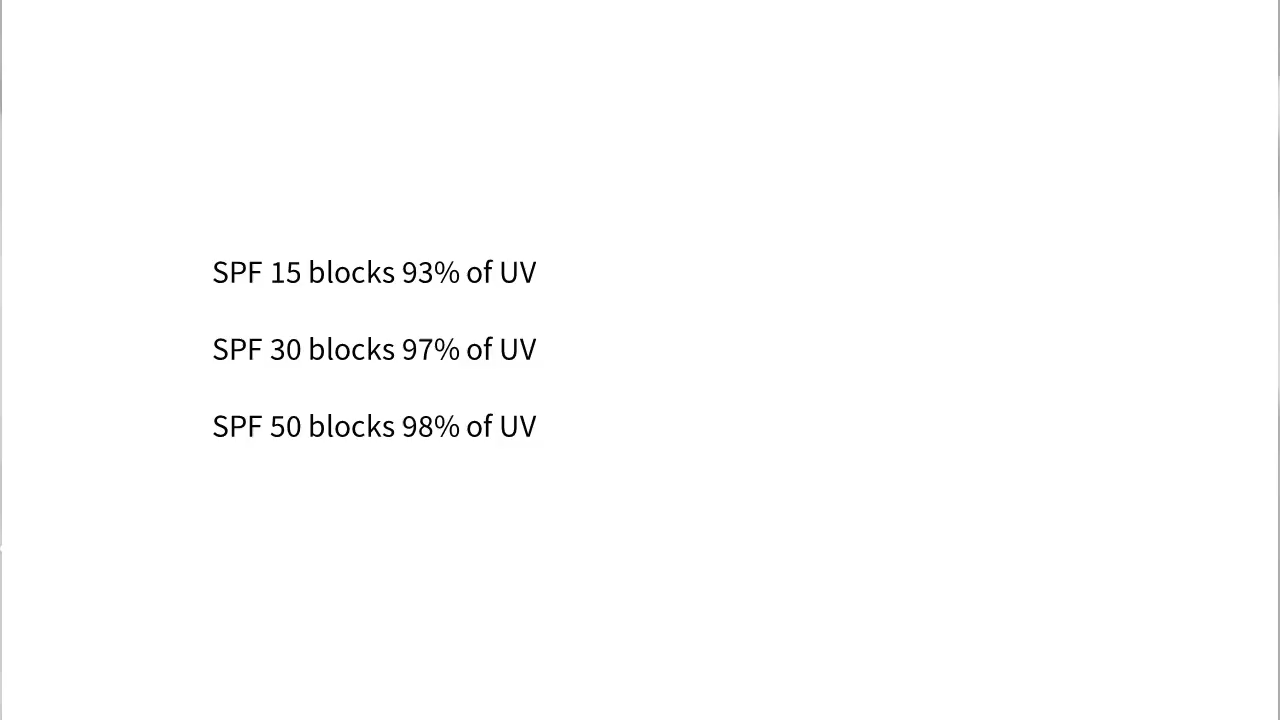 SPF 15 blocks 93% of UV
SPF 30 blocks 97% of UV
SPF 50 blocks 98% of UV